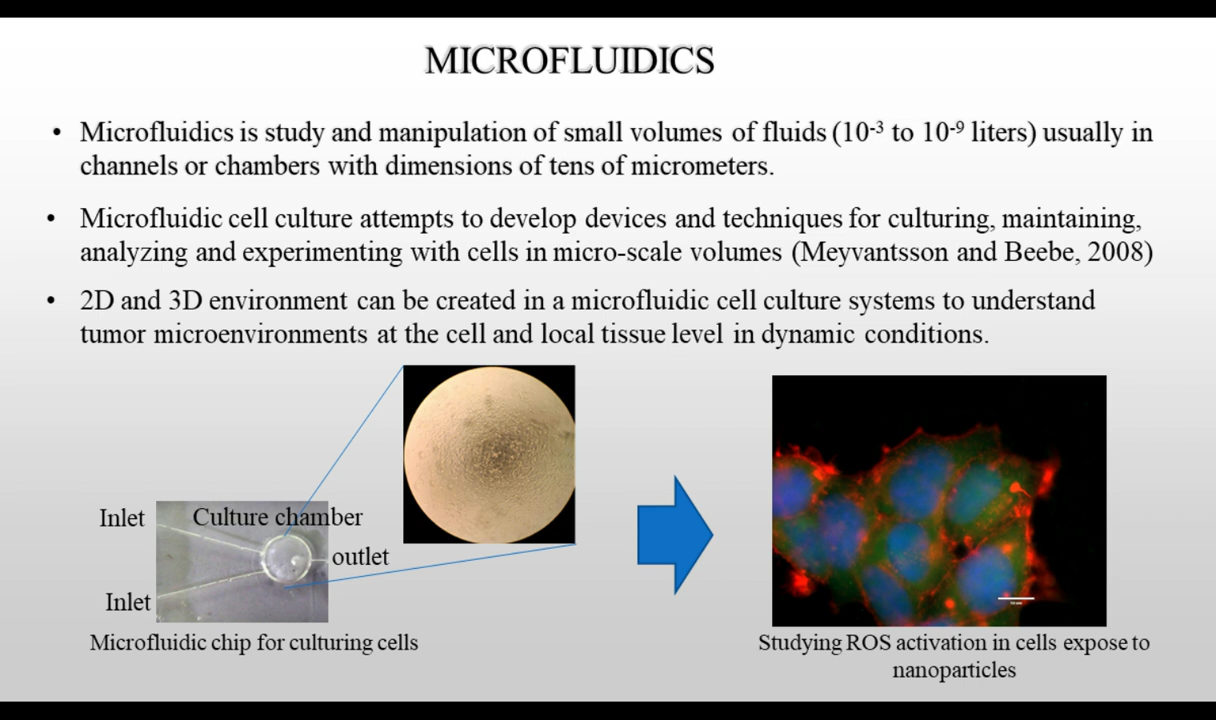 MICROFLUIDICS
• Microfluidics is study and manipulation of small volumes of fluids (10⁻³ to 10⁻⁹ liters) usually in
channels or chambers with dimensions of tens of micrometers.
• Microfluidic cell culture attempts to develop devices and techniques for culturing, maintaining,
analyzing and experimenting with cells in micro-scale volumes (Meyvantsson and Beebe, 2008)
• 2D and 3D environment can be created in a microfluidic cell culture systems to understand
tumor microenvironments at the cell and local tissue level in dynamic conditions.
Inlet
Culture chamber
outlet
Inlet
Microfluidic chip for culturing cells
Studying ROS activation in cells expose to
nanoparticles